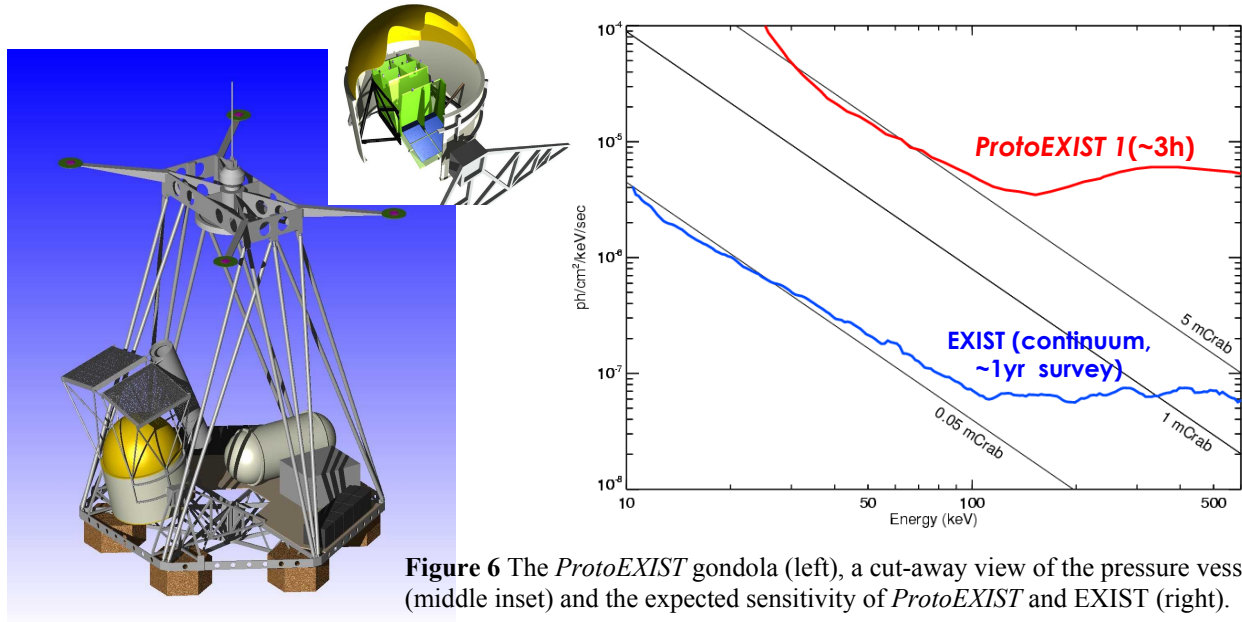 10⁻⁴
10⁻⁵
10⁻⁶
10⁻⁷
10⁻⁸
ph/cm²/keV/sec
ProtoEXIST 1(~3h)
EXIST (continuum,
~1yr survey)
5 mCrab
1 mCrab
0.05 mCrab
10 50 100 500
Energy (keV)
Figure 6 The ProtoEXIST gondola (left), a cut-away view of the pressure vess
(middle inset) and the expected sensitivity of ProtoEXIST and EXIST (right).